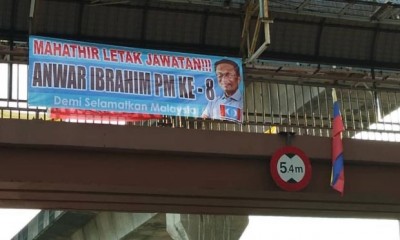 MAHATHIR LETAK JAWATAN!!!
ANWAR IBRAHIM PM KE - 8
Demi Selamatkan Malaysia
5.4m